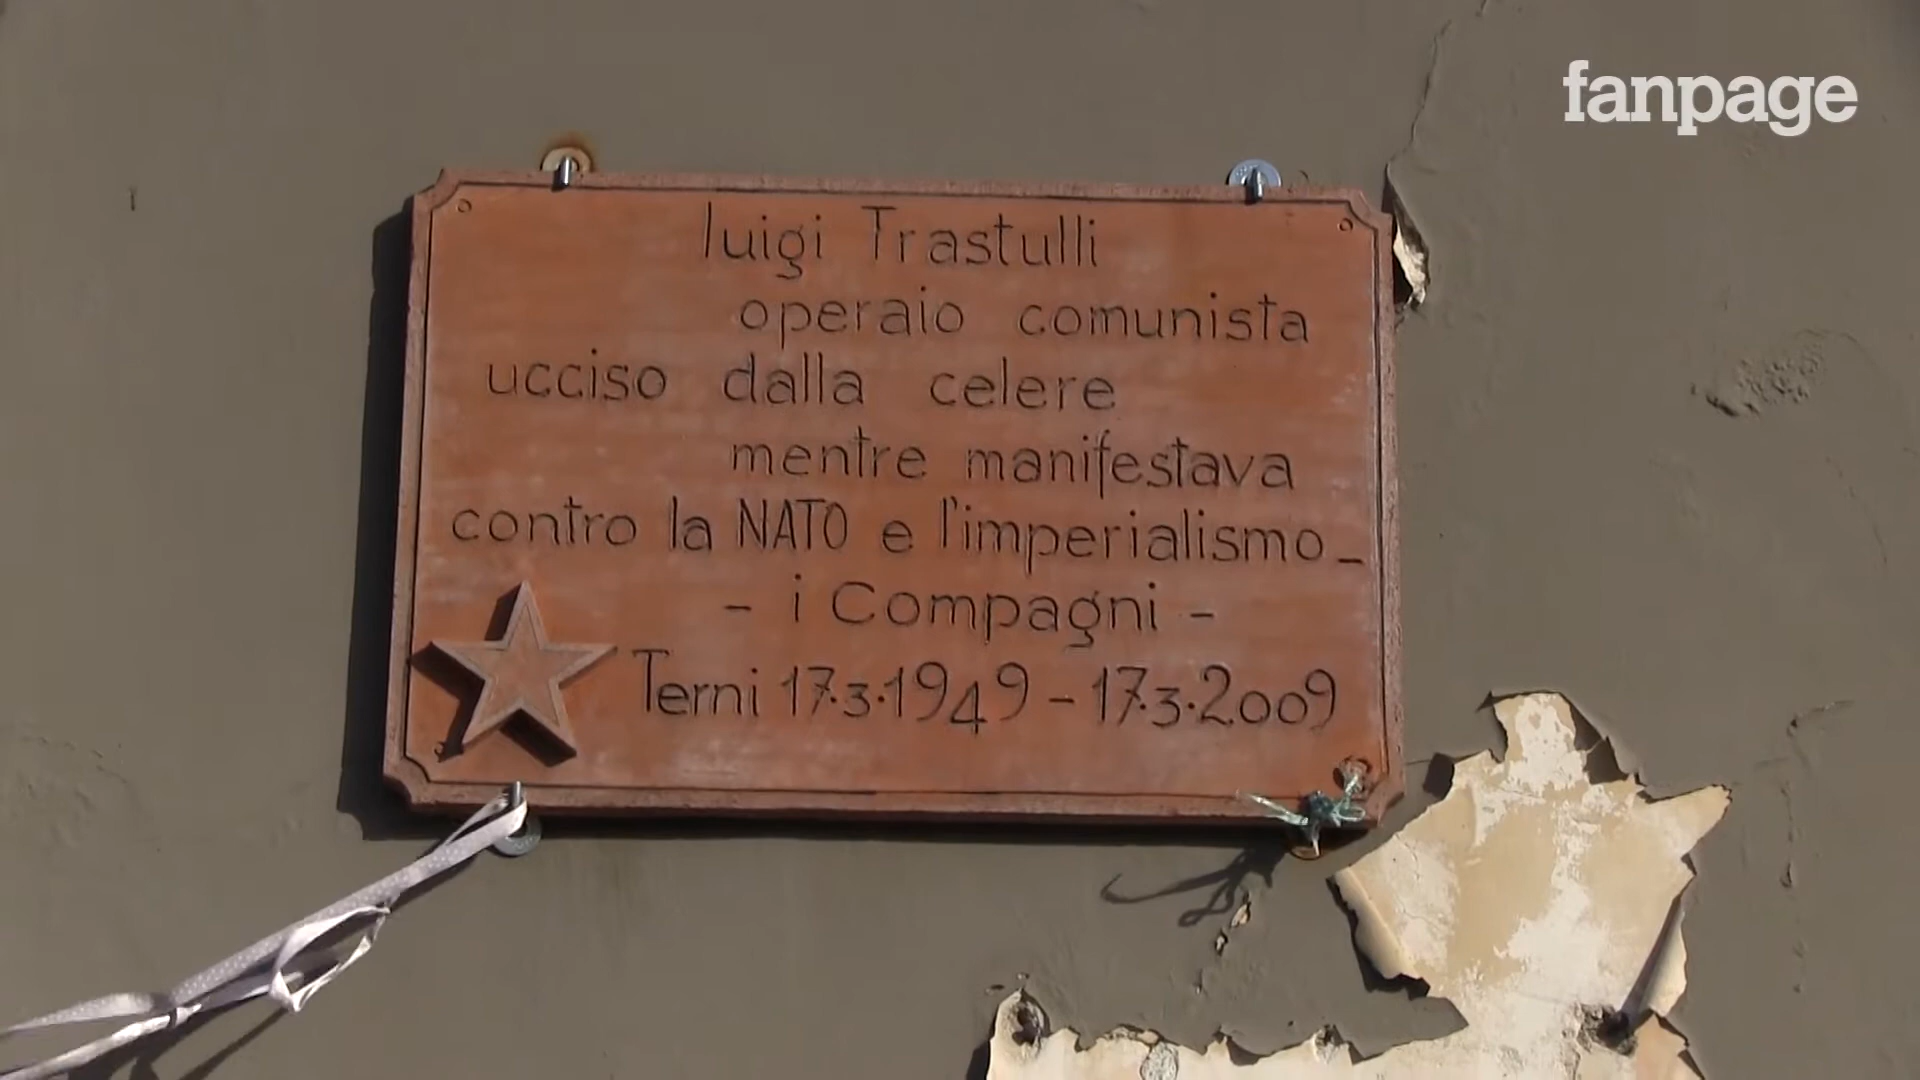 fanpage
luigi Trastulli
operaio comunista
ucciso dalla celere
mentre manifestava
contro la NATO e l'imperialismo_
- i Compagni -
Terni 17.3.1949 - 17.3.2009